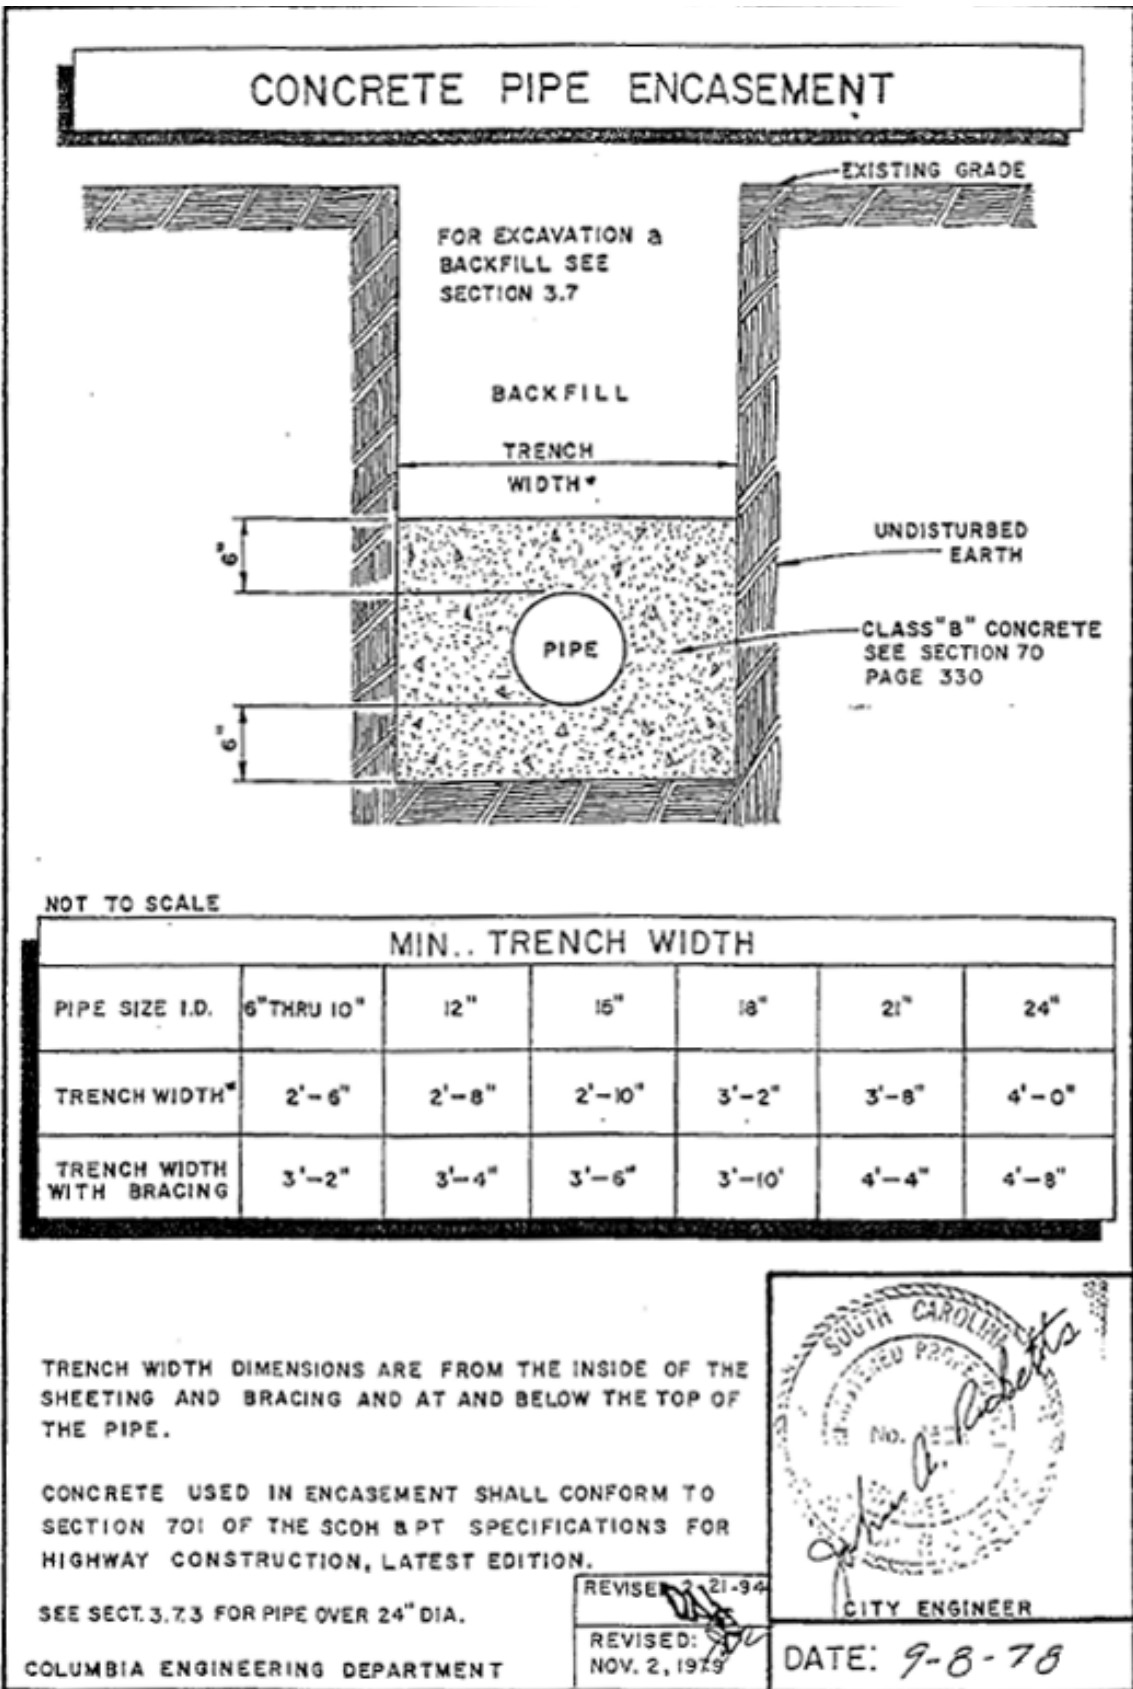 CONCRETE PIPE ENCASEMENT
EXISTING GRADE
FOR EXCAVATION &
BACKFILL SEE
SECTION 3.7
BACKFILL
TRENCH
WIDTH*
6"
UNDISTURBED
EARTH
PIPE
CLASS "B" CONCRETE
SEE SECTION 70
PAGE 330
6"
NOT TO SCALE
MIN.. TRENCH WIDTH
PIPE SIZE I.D. 6" THRU 10" 12" 15" 18" 21" 24"
TRENCH WIDTH* 2'-6" 2'-8" 2'-10" 3'-2" 3'-8" 4'-0"
TRENCH WIDTH
WITH BRACING 3'-2" 3'-4" 3'-6" 3'-10' 4'-4" 4'-8"
TRENCH WIDTH DIMENSIONS ARE FROM THE INSIDE OF THE
SHEETING AND BRACING AND AT AND BELOW THE TOP OF
THE PIPE.
CONCRETE USED IN ENCASEMENT SHALL CONFORM TO
SECTION 701 OF THE SCDH & PT SPECIFICATIONS FOR
HIGHWAY CONSTRUCTION, LATEST EDITION.
SEE SECT. 3.7.3 FOR PIPE OVER 24" DIA.
COLUMBIA ENGINEERING DEPARTMENT
REVISED 2-21-94
REVISED:
NOV. 2, 1979
SOUTH CAROLINA
No.
CITY ENGINEER
DATE: 9-8-78